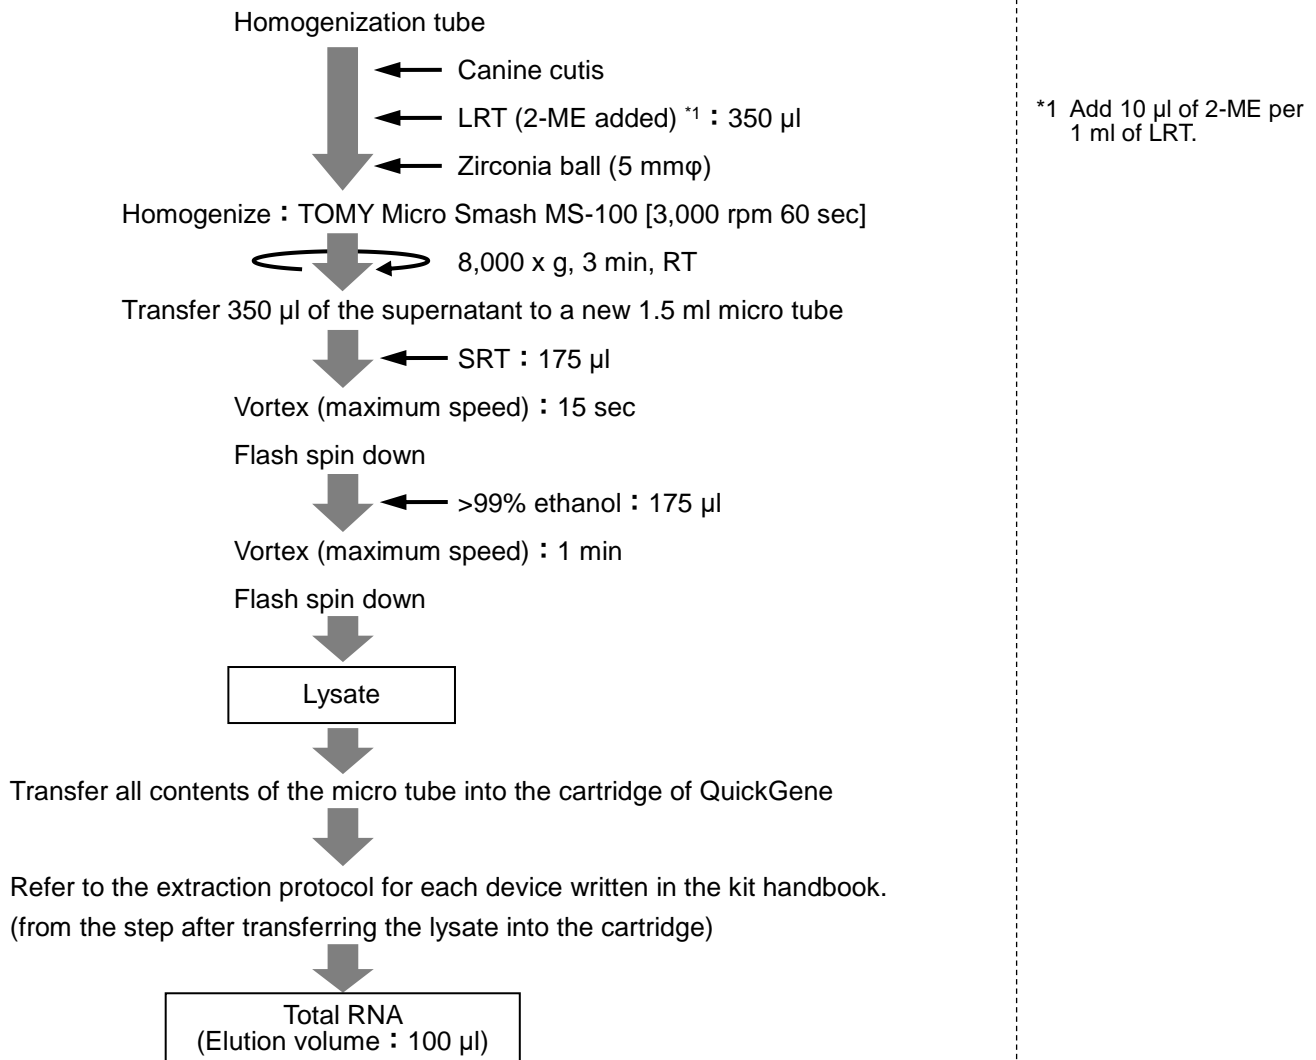 Homogenization tube
Canine cutis
LRT (2-ME added) *1：350 µl
Zirconia ball (5 mmφ)
*1 Add 10 µl of 2-ME per
1 ml of LRT.
Homogenize：TOMY Micro Smash MS-100 [3,000 rpm 60 sec]
8,000 x g, 3 min, RT
Transfer 350 µl of the supernatant to a new 1.5 ml micro tube
SRT：175 µl
Vortex (maximum speed)：15 sec
Flash spin down
>99% ethanol：175 µl
Vortex (maximum speed)：1 min
Flash spin down
Lysate
Transfer all contents of the micro tube into the cartridge of QuickGene
Refer to the extraction protocol for each device written in the kit handbook.
(from the step after transferring the lysate into the cartridge)
Total RNA
(Elution volume：100 µl)